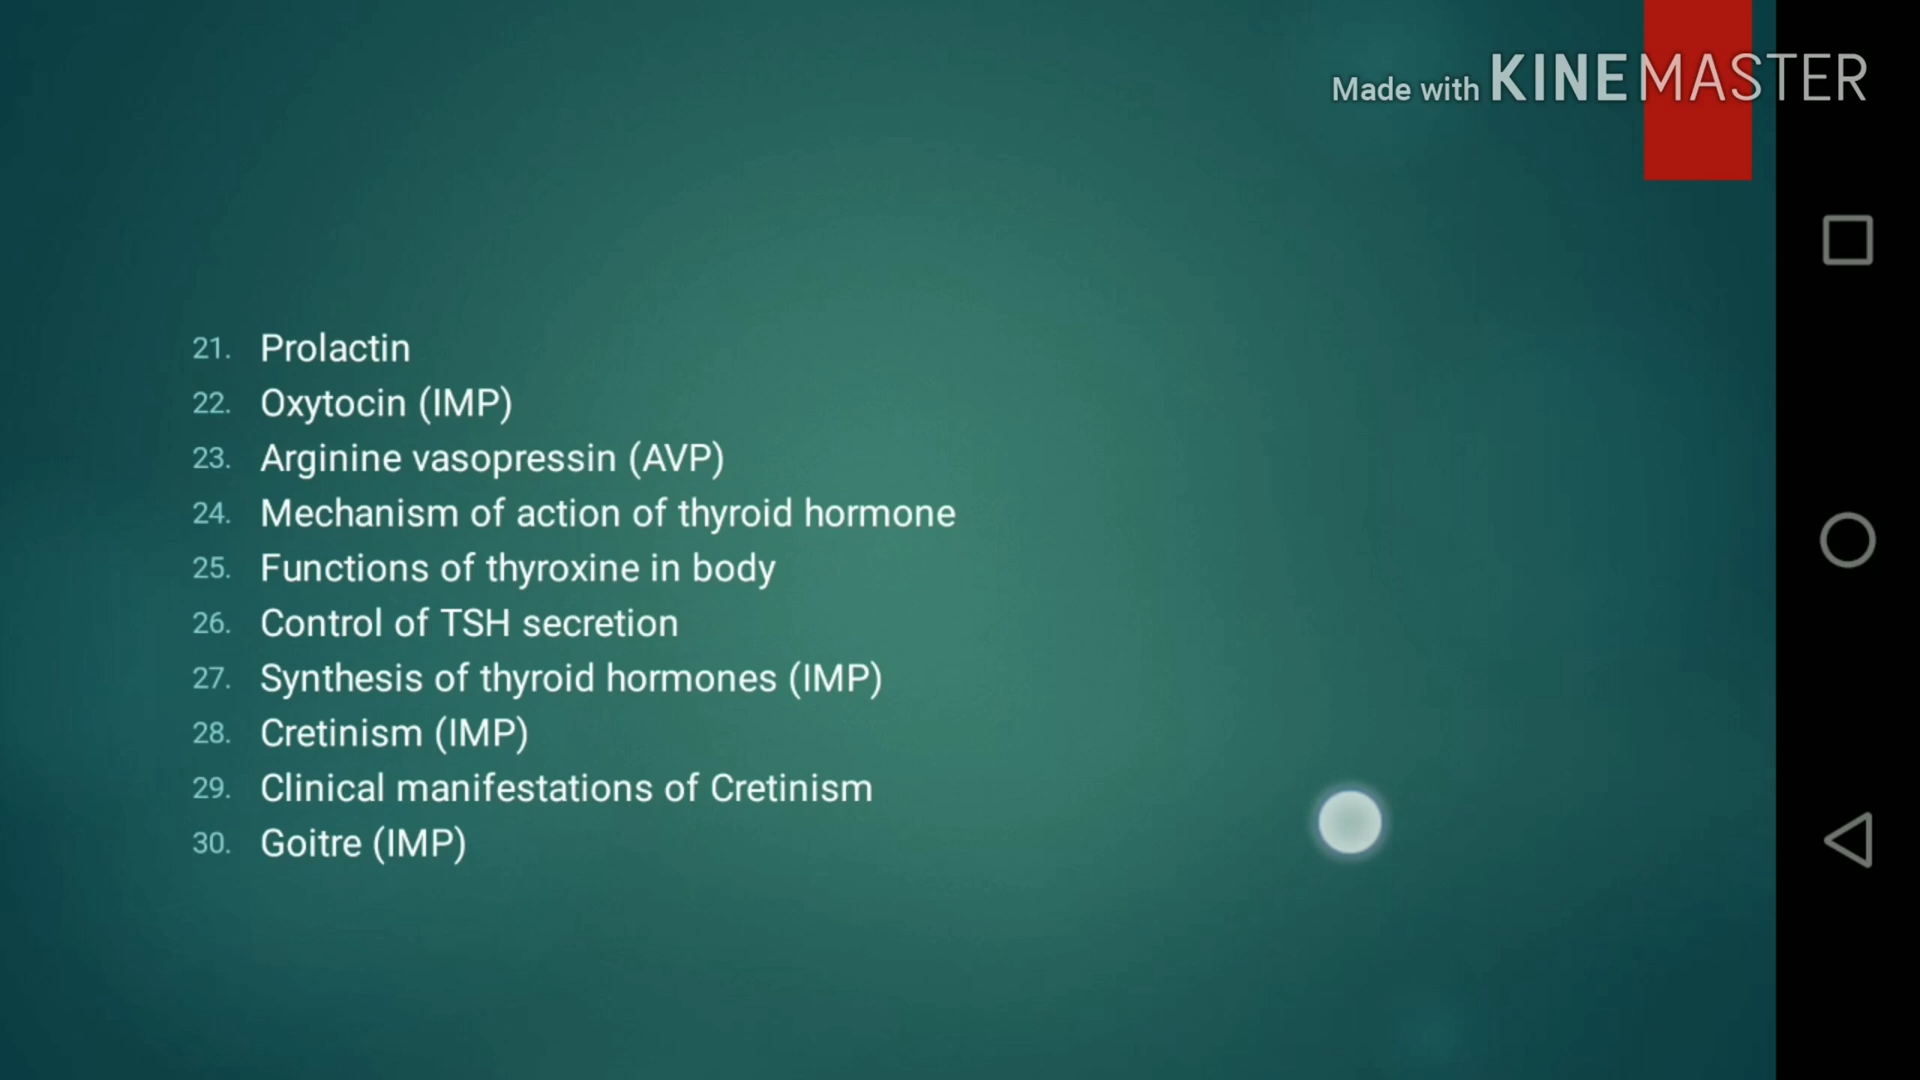 Made with KINEMASTER
21. Prolactin
22. Oxytocin (IMP)
23. Arginine vasopressin (AVP)
24. Mechanism of action of thyroid hormone
25. Functions of thyroxine in body
26. Control of TSH secretion
27. Synthesis of thyroid hormones (IMP)
28. Cretinism (IMP)
29. Clinical manifestations of Cretinism
30. Goitre (IMP)